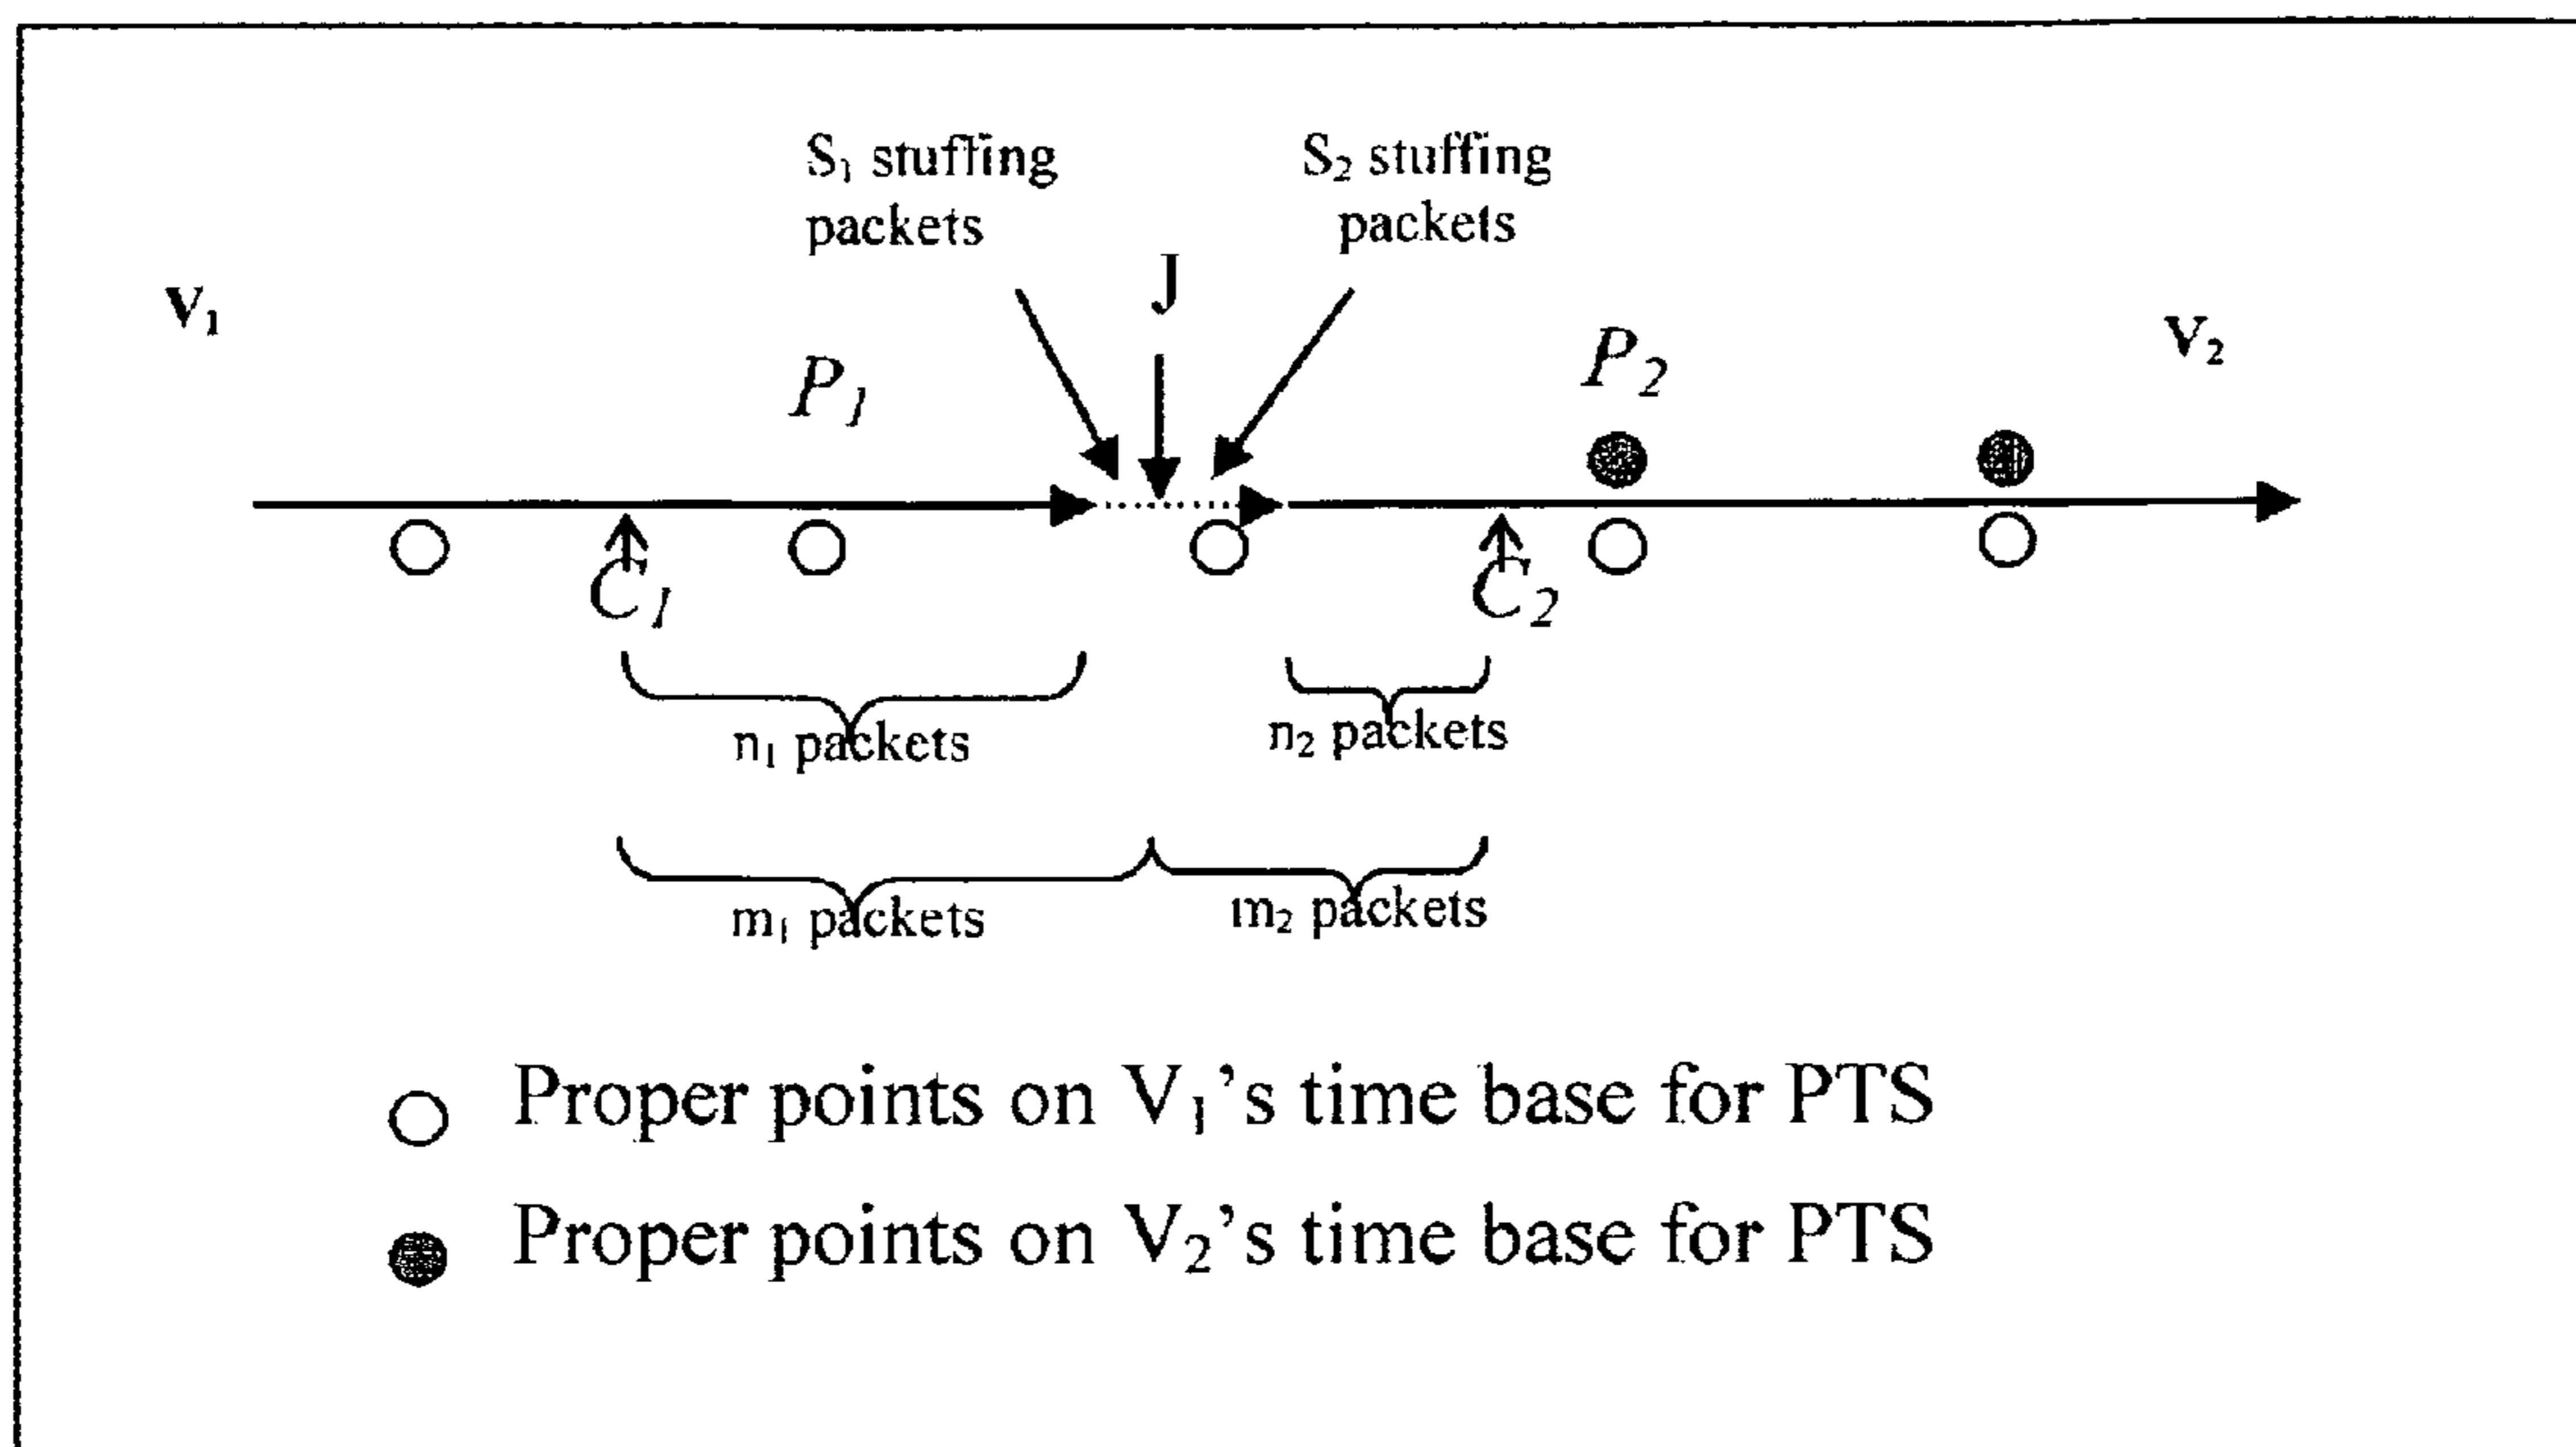 S₁ stuffing
packets
S₂ stuffing
packets
J
V₁
P₁
P₂
V₂
C₁
C₂
n₁ packets
n₂ packets
m₁ packets
m₂ packets
Proper points on V₁’s time base for PTS
Proper points on V₂’s time base for PTS